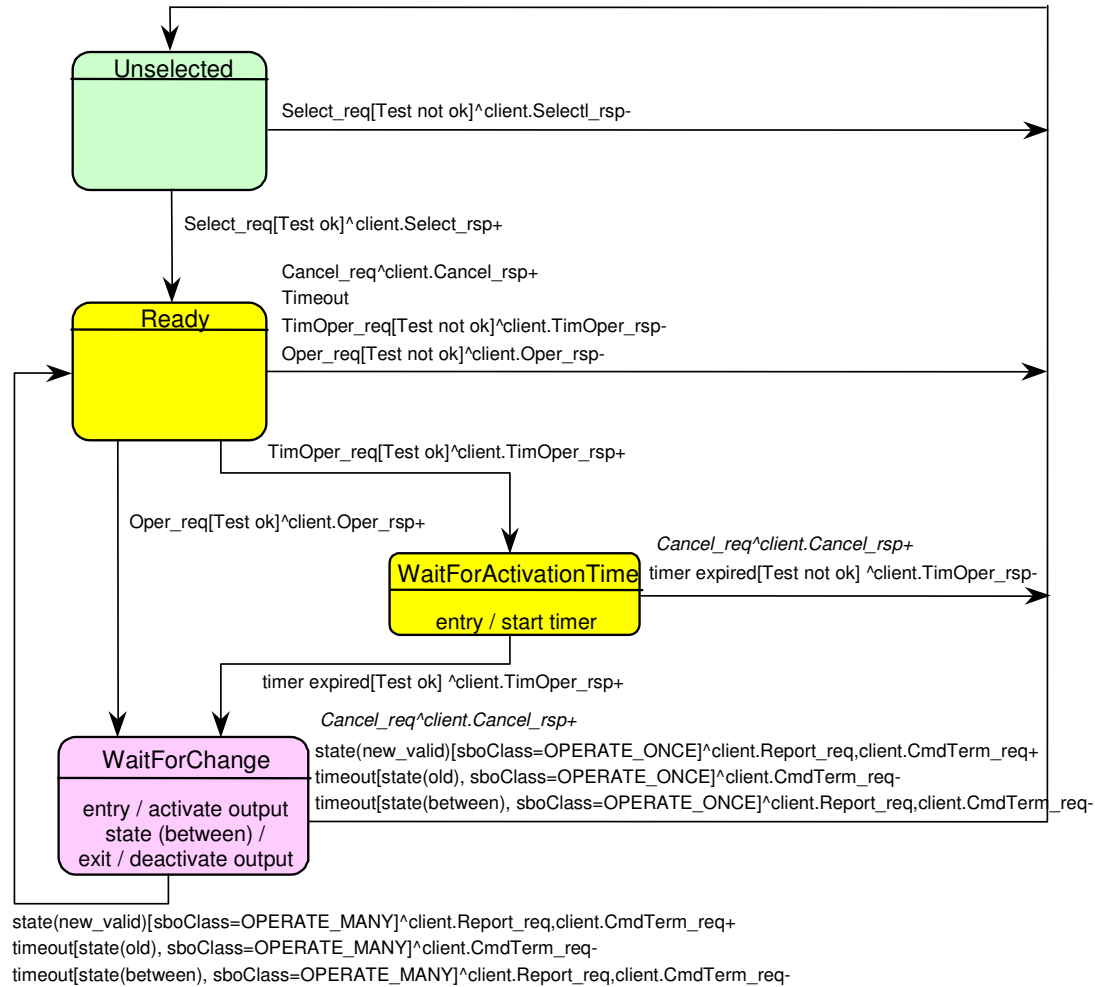 Unselected
Select_req[Test not ok]^client.Selectl_rsp-
Select_req[Test ok]^client.Select_rsp+
Cancel_req^client.Cancel_rsp+
Timeout
TimOper_req[Test not ok]^client.TimOper_rsp-
Oper_req[Test not ok]^client.Oper_rsp-
Ready
TimOper_req[Test ok]^client.TimOper_rsp+
Oper_req[Test ok]^client.Oper_rsp+
Cancel_req^client.Cancel_rsp+
timer expired[Test not ok] ^client.TimOper_rsp-
WaitForActivationTime
entry / start timer
timer expired[Test ok] ^client.TimOper_rsp+
Cancel_req^client.Cancel_rsp+
state(new_valid)[sboClass=OPERATE_ONCE]^client.Report_req,client.CmdTerm_req+
timeout[state(old), sboClass=OPERATE_ONCE]^client.CmdTerm_req-
timeout[state(between), sboClass=OPERATE_ONCE]^client.Report_req,client.CmdTerm_req-
WaitForChange
entry / activate output
state (between) /
exit / deactivate output
state(new_valid)[sboClass=OPERATE_MANY]^client.Report_req,client.CmdTerm_req+
timeout[state(old), sboClass=OPERATE_MANY]^client.CmdTerm_req-
timeout[state(between), sboClass=OPERATE_MANY]^client.Report_req,client.CmdTerm_req-